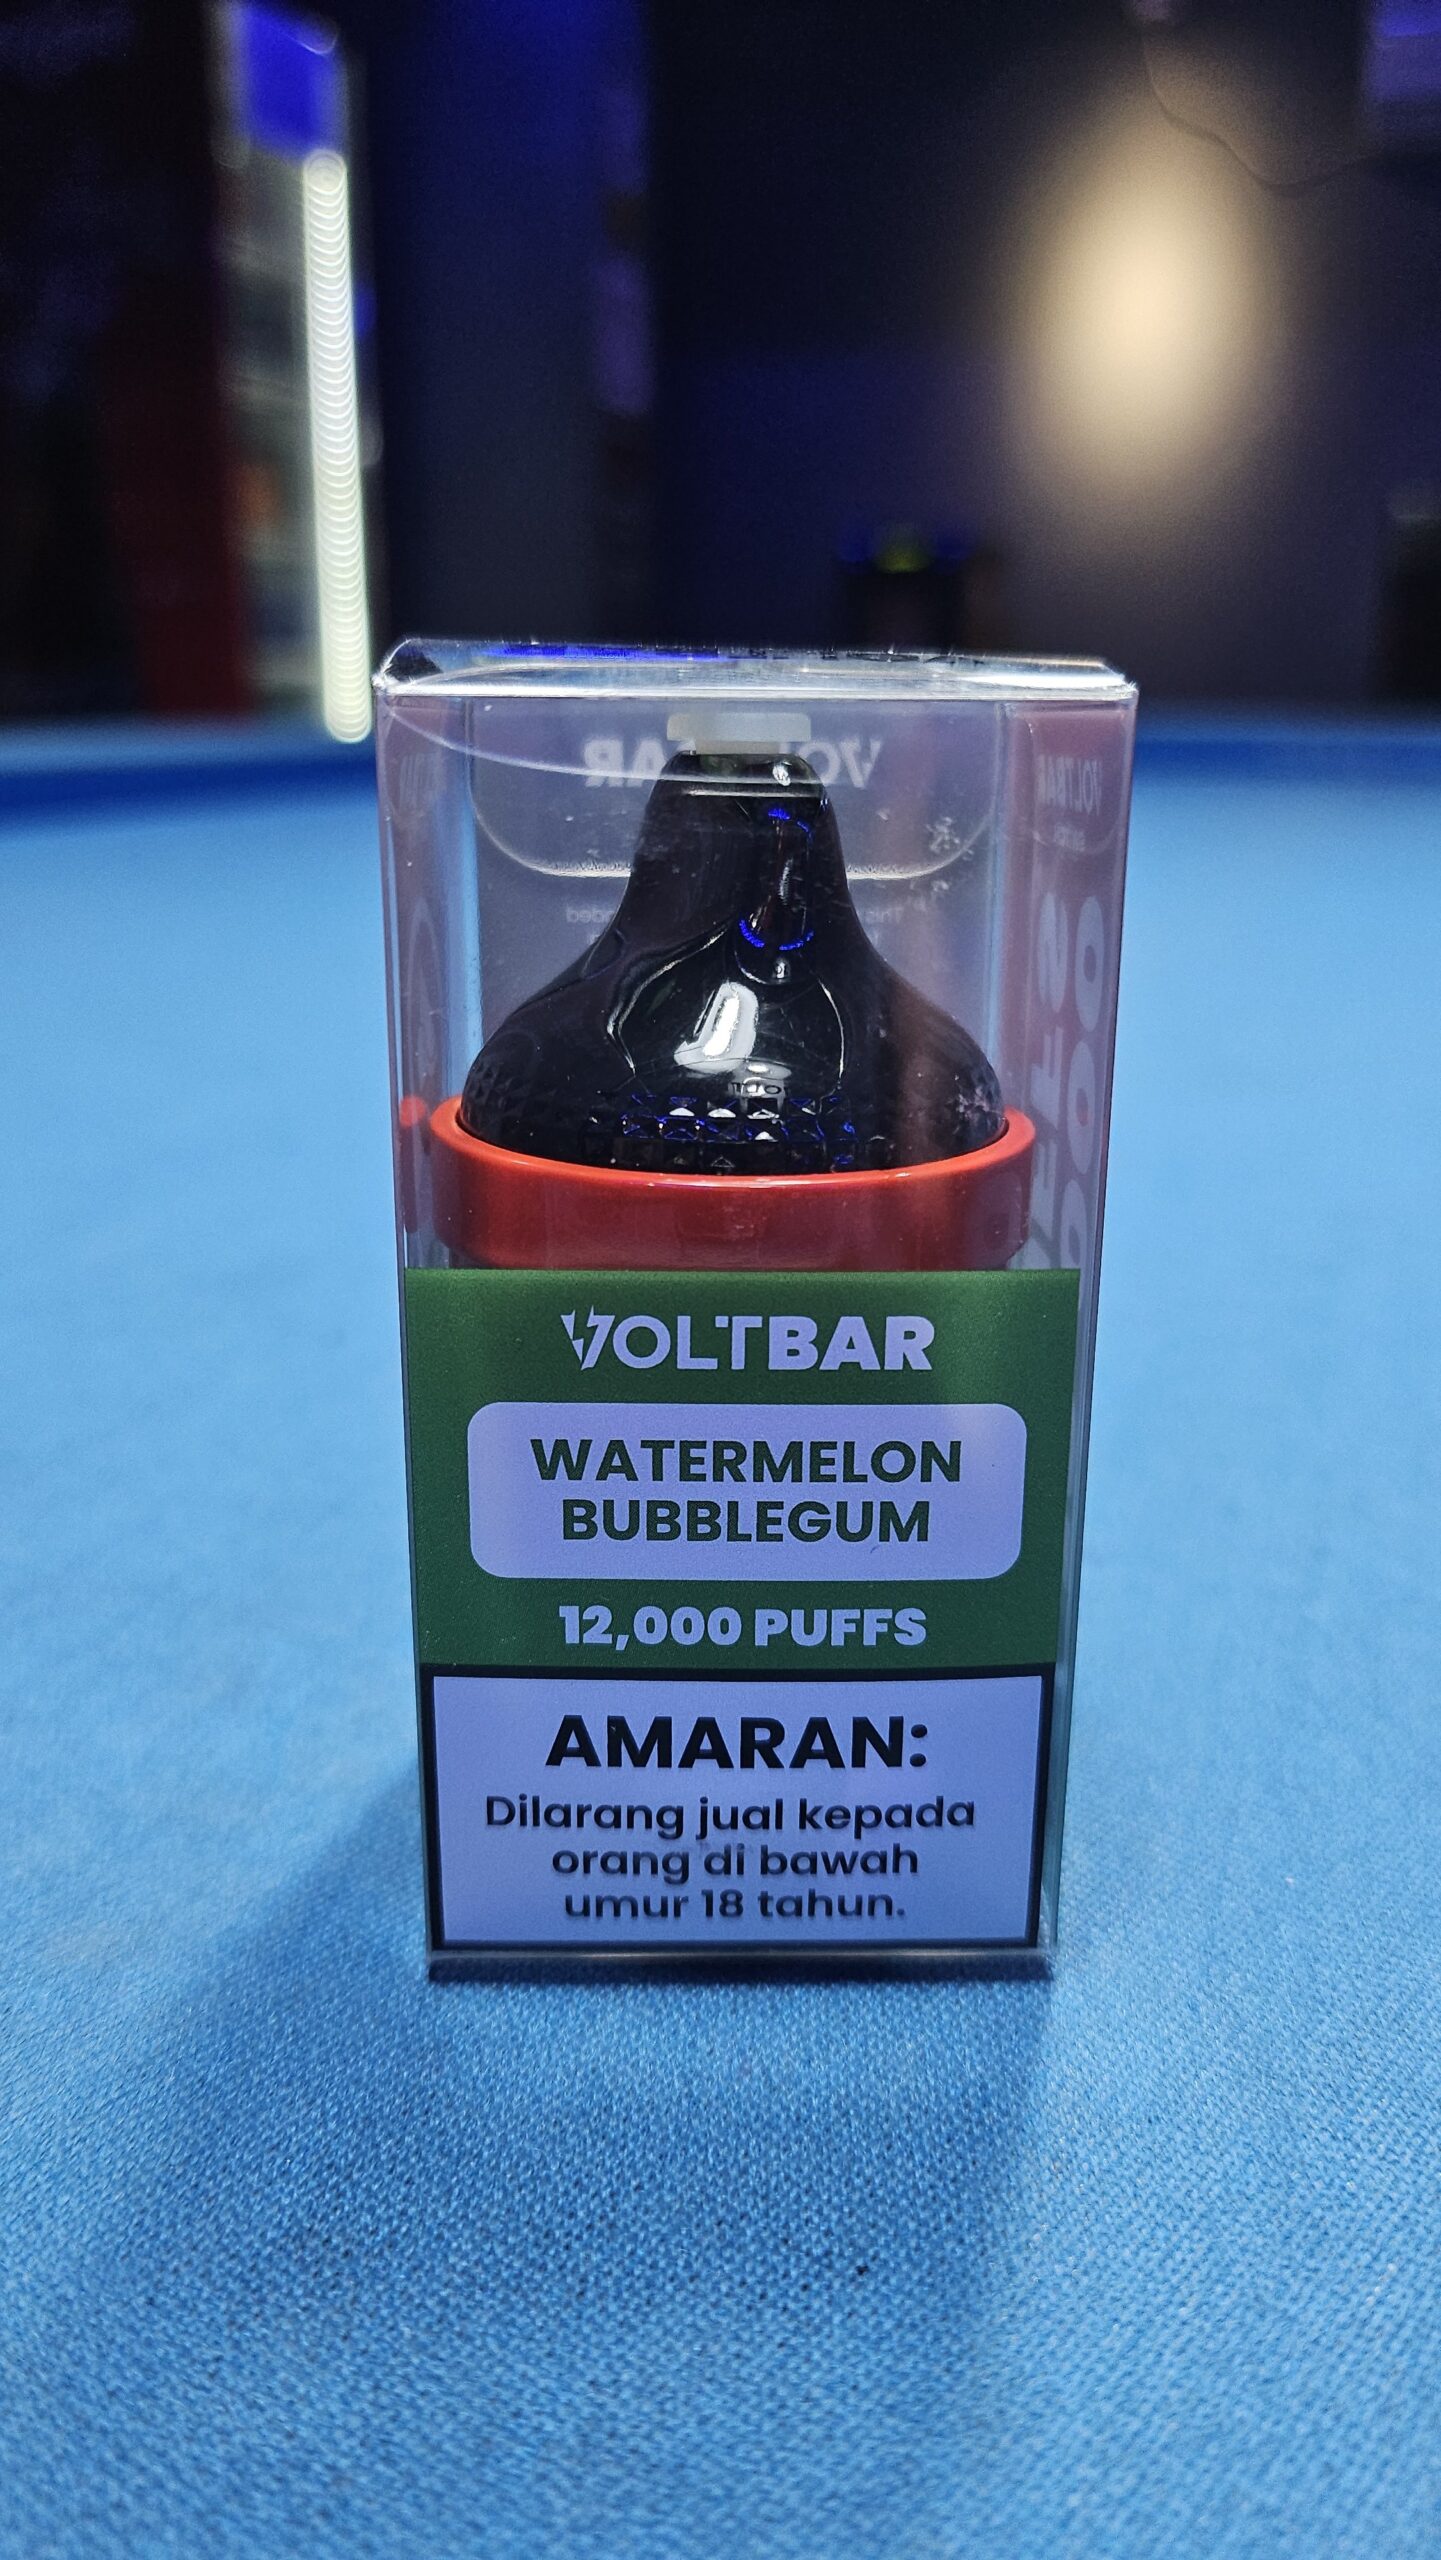 VOLTBAR
WATERMELON
BUBBLEGUM
12,000 PUFFS
AMARAN:
Dilarang jual kepada
orang di bawah
umur 18 tahun.